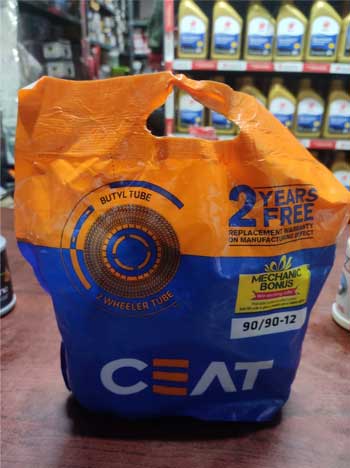 BUTYL TUBE
2 WHEELER TUBE
2 YEARS
FREE
REPLACEMENT WARRANTY
ON MANUFACTURING DEFECT
MECHANIC
BONUS
90/90-12
CEAT